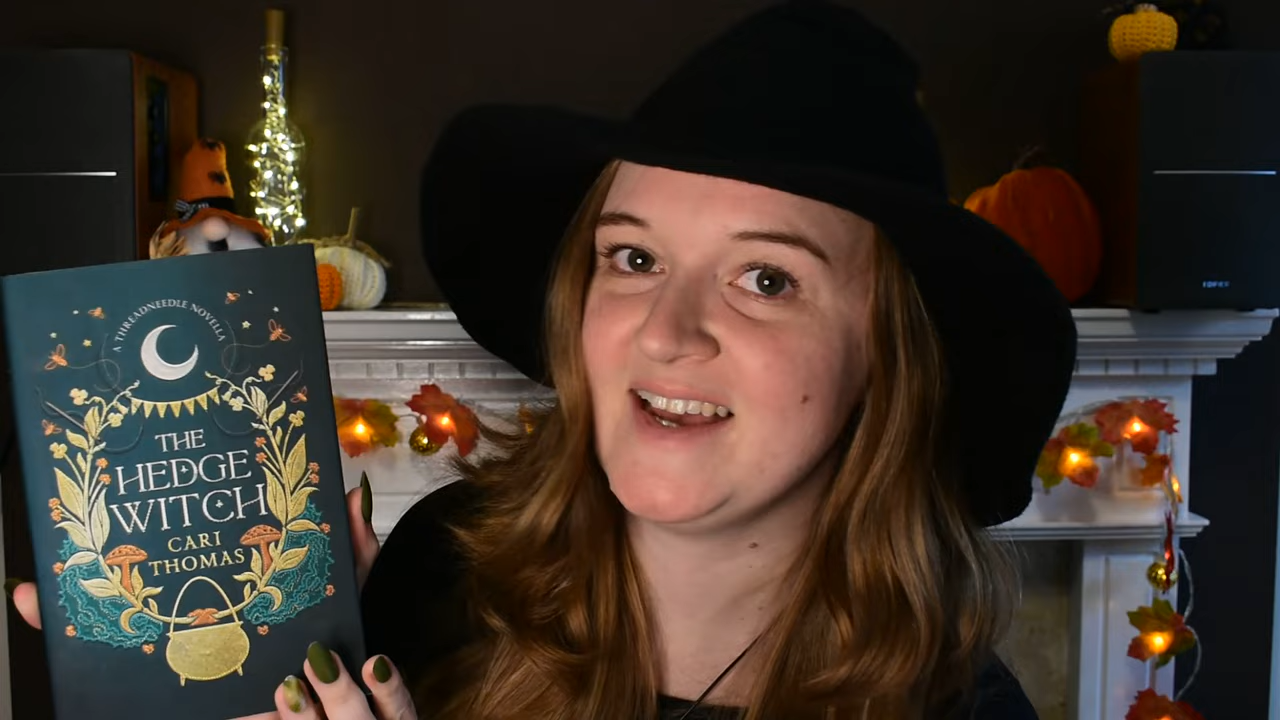 A THREADNEEDLE NOVELLA
THE
HEDGE
WITCH
CARI
THOMAS